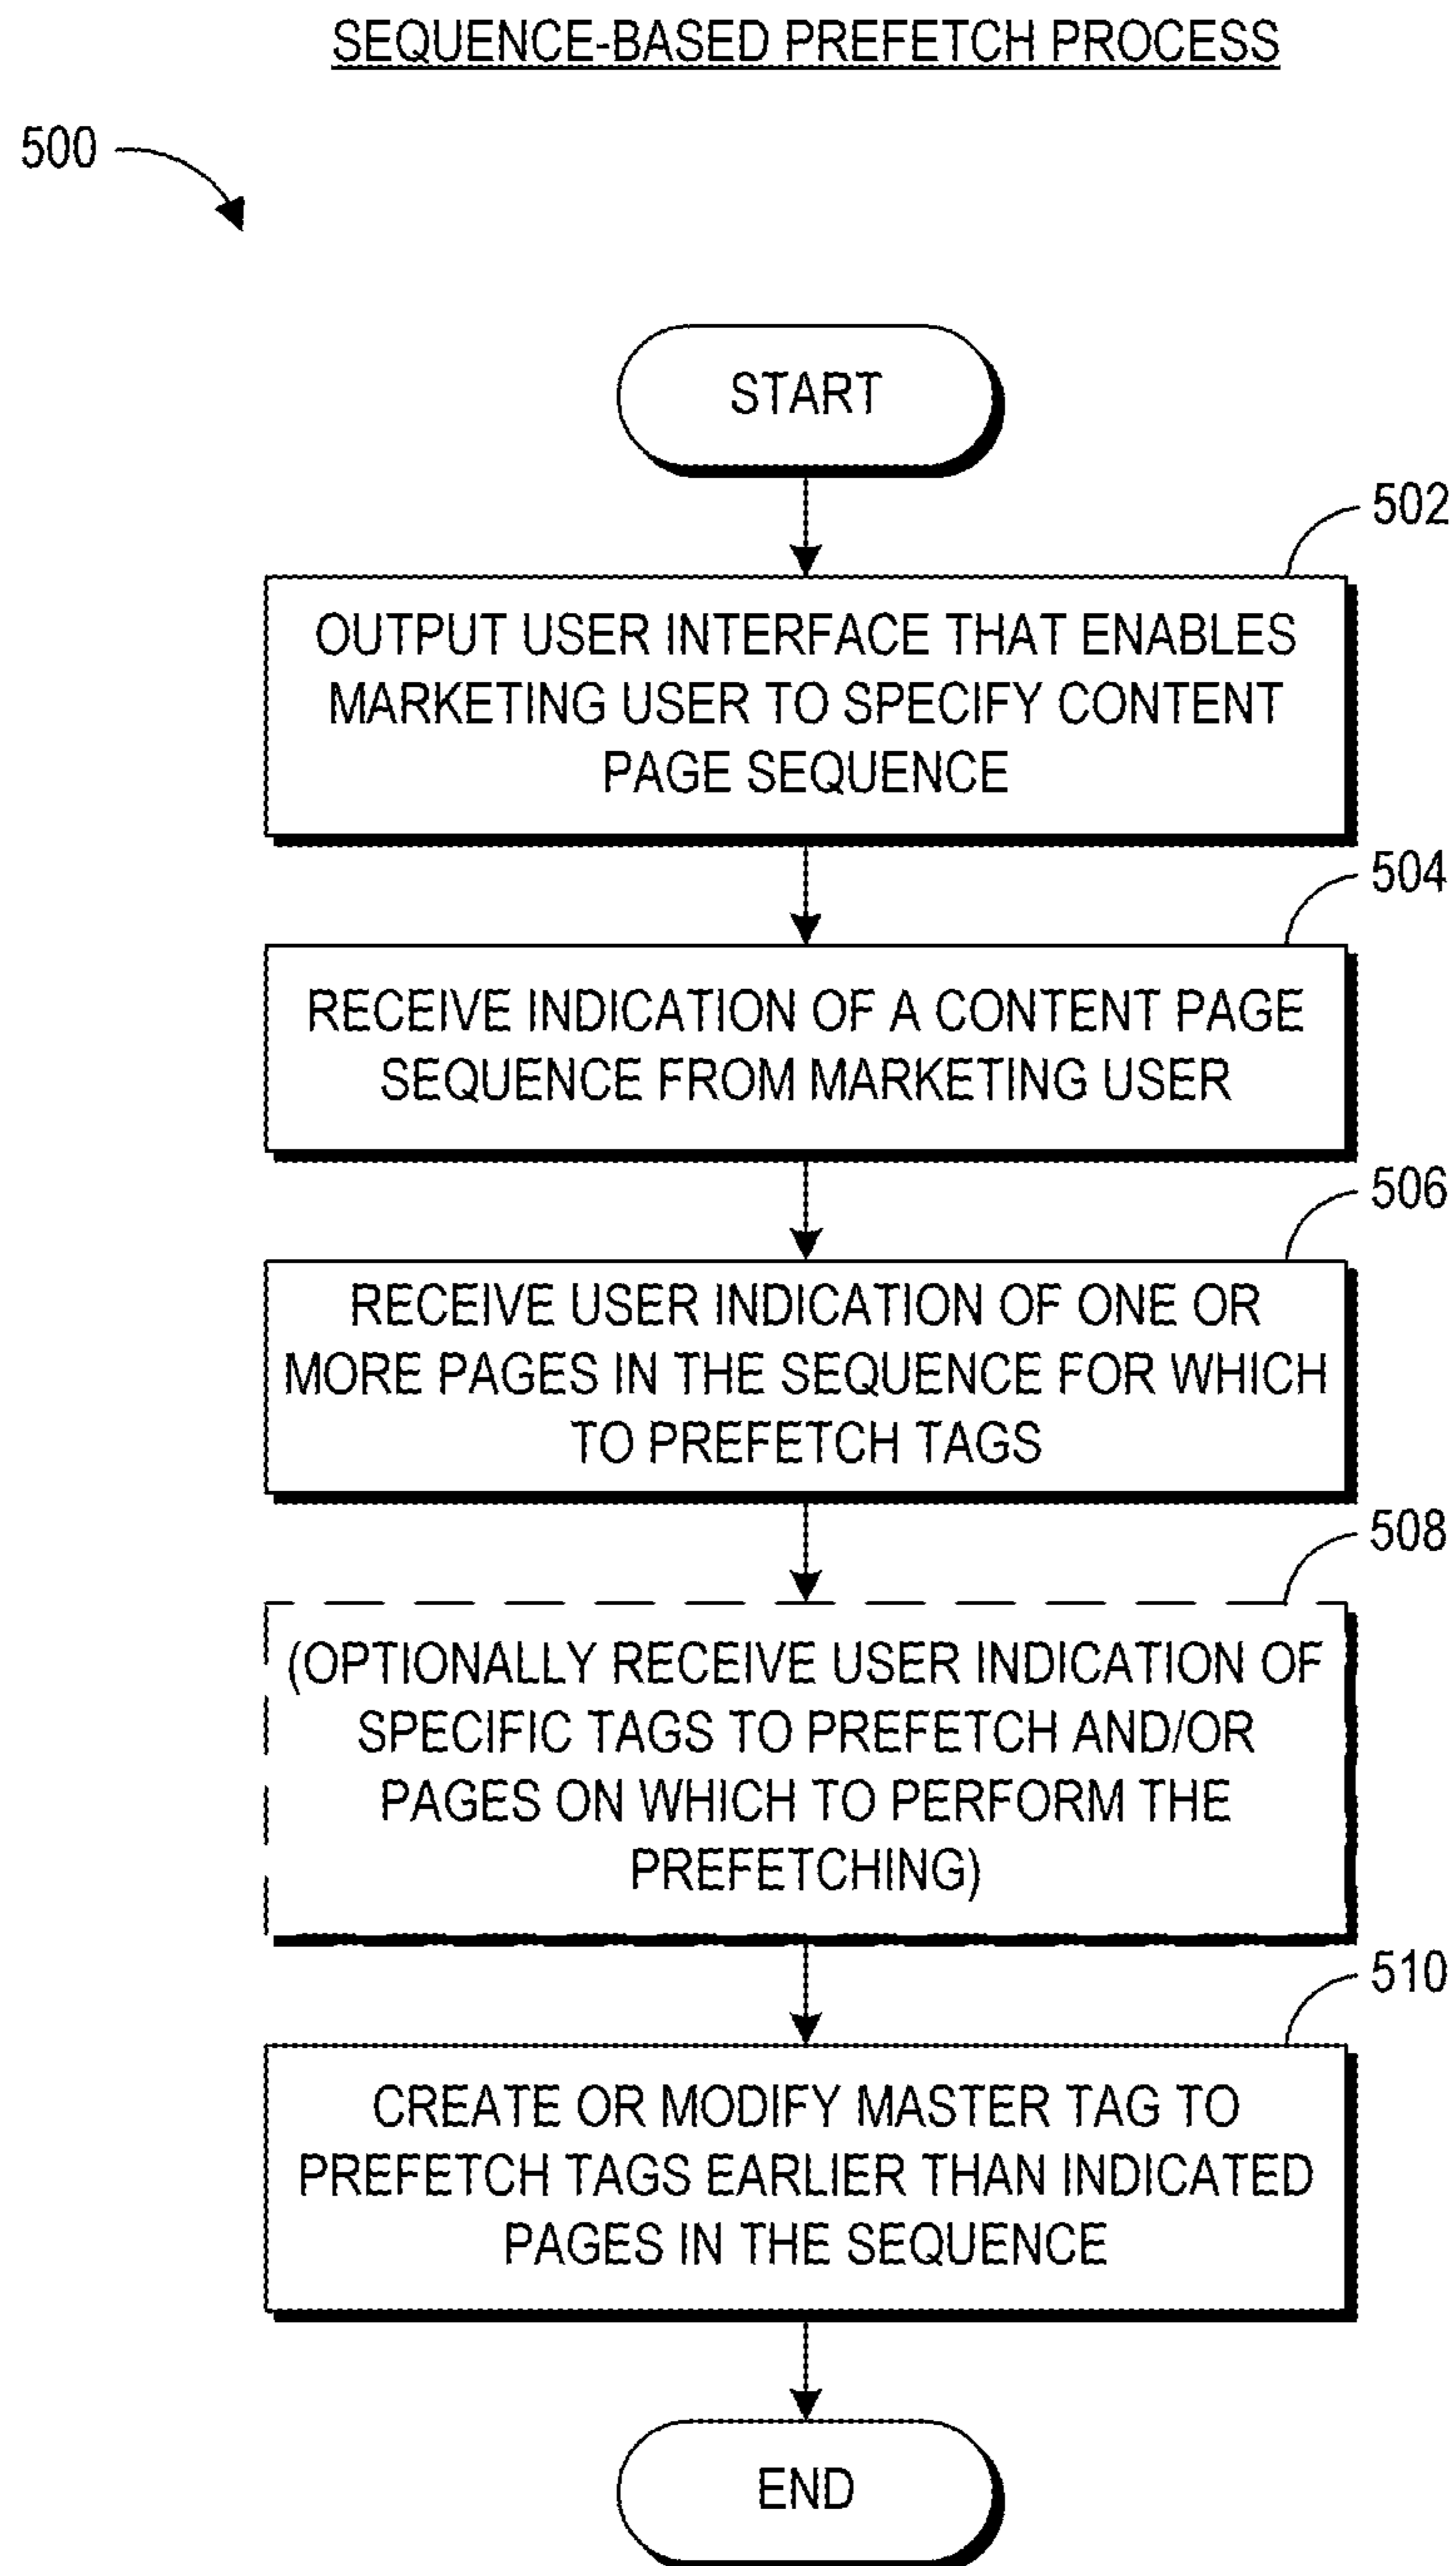 SEQUENCE-BASED PREFETCH PROCESS
500
START
502
OUTPUT USER INTERFACE THAT ENABLES
MARKETING USER TO SPECIFY CONTENT
PAGE SEQUENCE
504
RECEIVE INDICATION OF A CONTENT PAGE
SEQUENCE FROM MARKETING USER
506
RECEIVE USER INDICATION OF ONE OR
MORE PAGES IN THE SEQUENCE FOR WHICH
TO PREFETCH TAGS
508
(OPTIONALLY RECEIVE USER INDICATION OF
SPECIFIC TAGS TO PREFETCH AND/OR
PAGES ON WHICH TO PERFORM THE
PREFETCHING)
510
CREATE OR MODIFY MASTER TAG TO
PREFETCH TAGS EARLIER THAN INDICATED
PAGES IN THE SEQUENCE
END